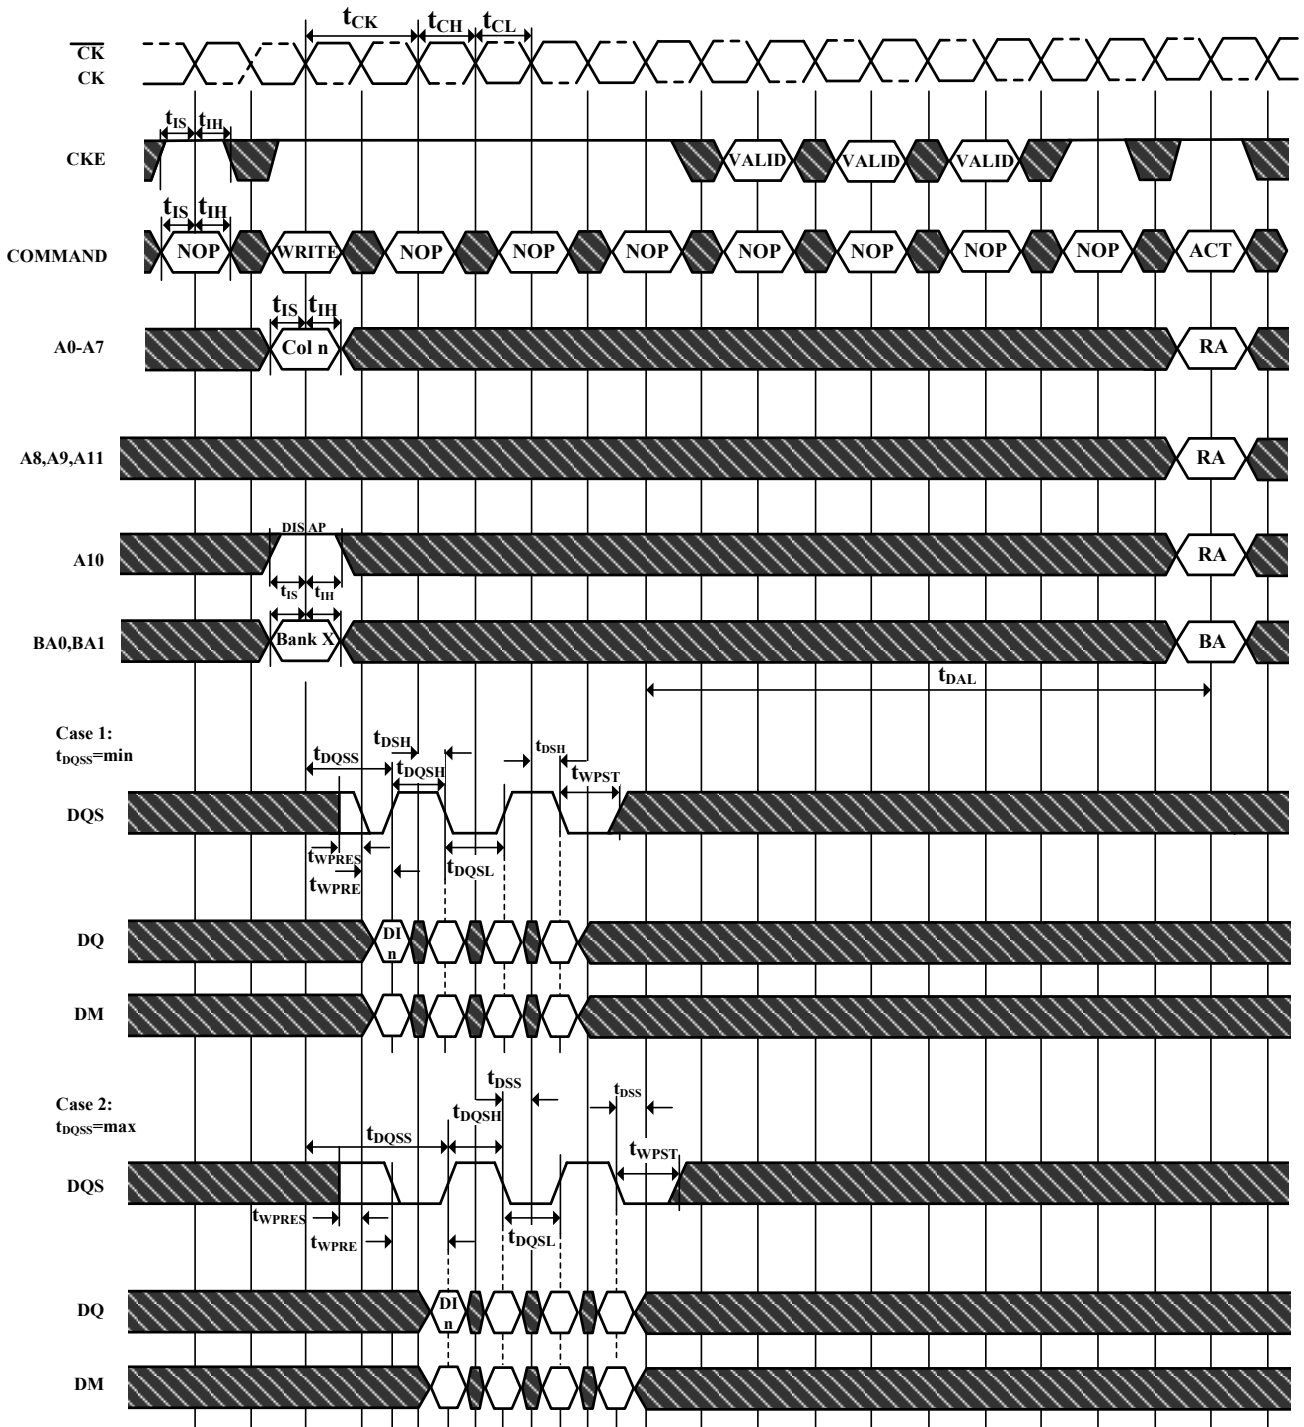 tCK tCH tCL
CK
CK
tIS tIH
CKE VALID VALID VALID
tIS tIH
COMMAND NOP WRITE NOP NOP NOP NOP NOP NOP NOP ACT
tIS tIH
A0-A7 Col n RA
A8,A9,A11 RA
DIS AP
A10 RA
tIS tIH
BA0,BA1 Bank X BA
tDAL
Case 1:
tDQSS=min
tDSH tDSH
tDQSS tDQSH tWPST
DQS
tWPRES tDQSL
tWPRE
DQ DI
n
DM
tDSS tDSS
Case 2:
tDQSS=max
tDQSH
tDQSS tWPST
DQS
tWPRES
tWPRE tDQSL
DQ DI
n
DM